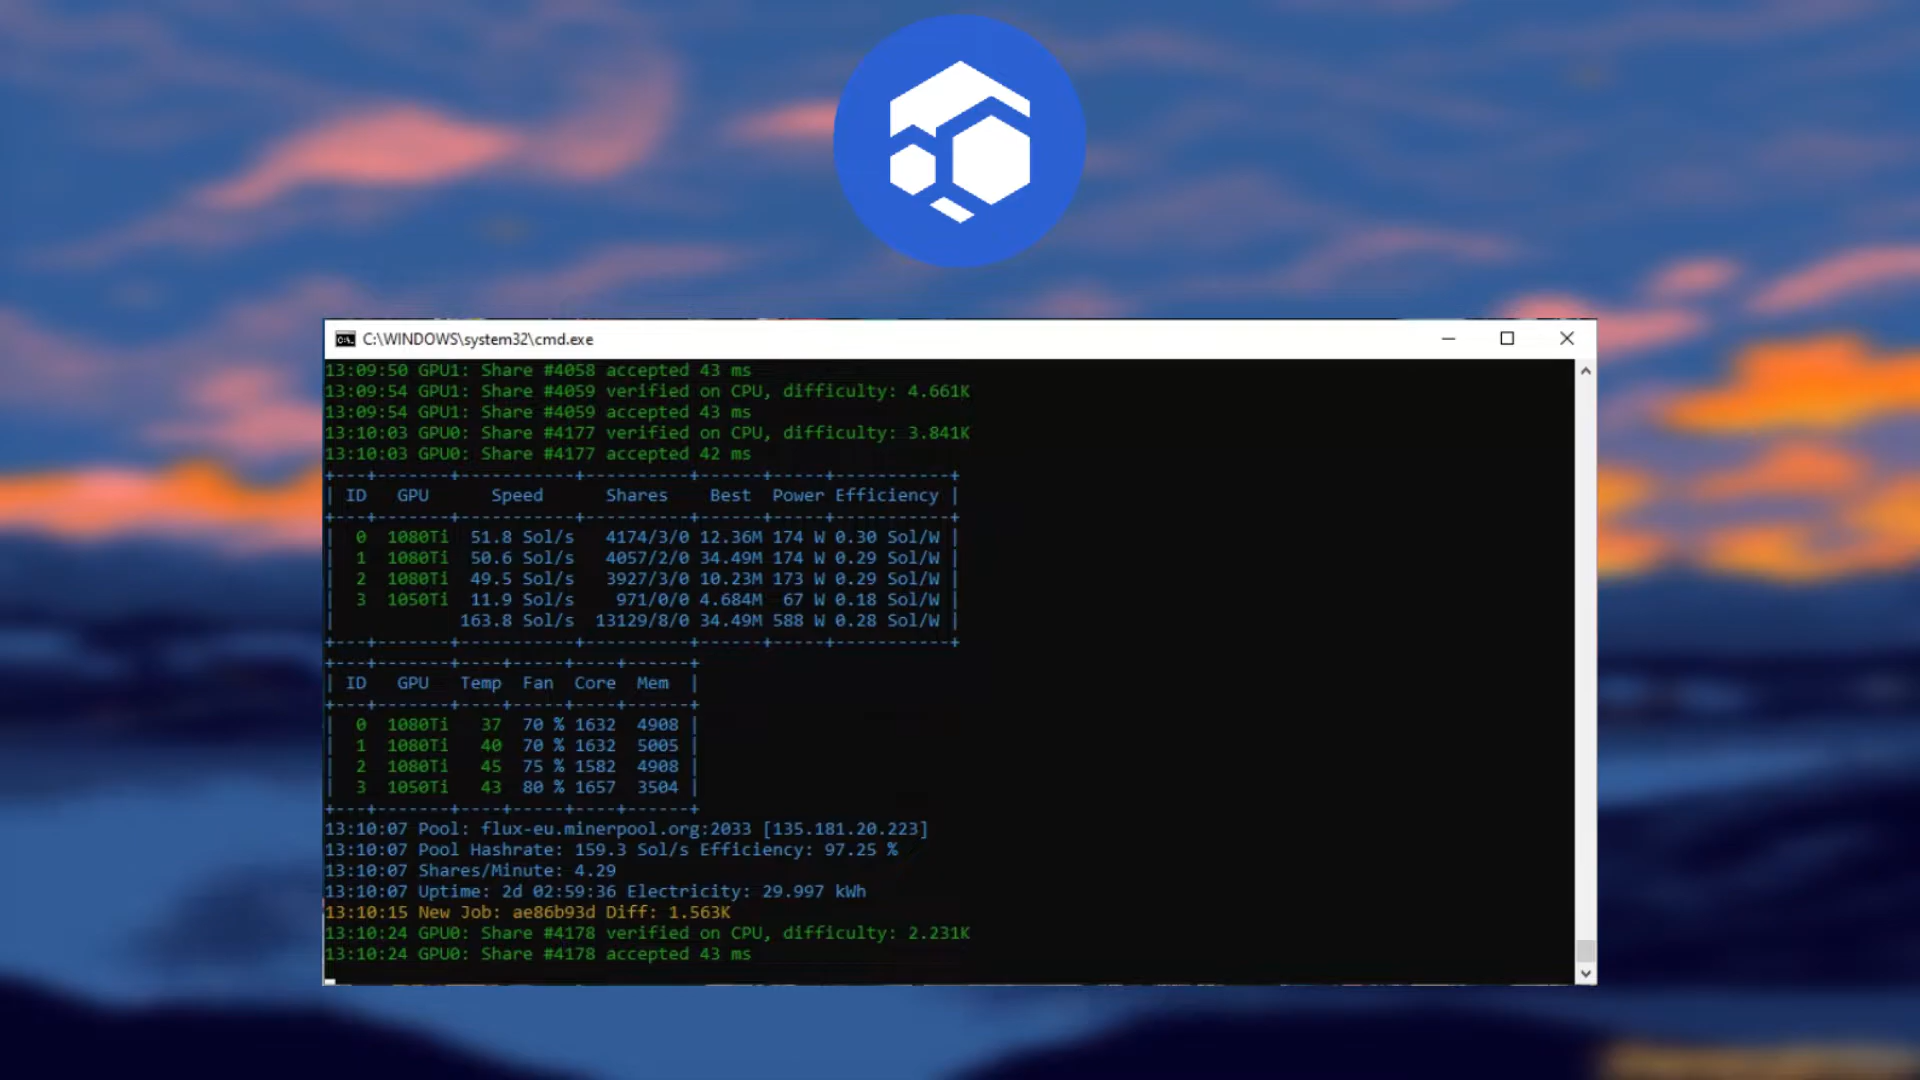 C:\WINDOWS\system32\cmd.exe
13:09:50 GPU1: Share #4058 accepted 43 ms
13:09:54 GPU1: Share #4059 verified on CPU, difficulty: 4.661K
13:09:54 GPU1: Share #4059 accepted 43 ms
13:10:03 GPU0: Share #4177 verified on CPU, difficulty: 3.841K
13:10:03 GPU0: Share #4177 accepted 42 ms
ID GPU Speed Shares Best Power Efficiency
0 1080Ti 51.8 Sol/s 4174/3/0 12.36M 174 W 0.30 Sol/W
1 1080Ti 50.6 Sol/s 4057/2/0 34.49M 174 W 0.29 Sol/W
2 1080Ti 49.5 Sol/s 3927/3/0 10.23M 173 W 0.29 Sol/W
3 1050Ti 11.9 Sol/s 971/0/0 4.684M 67 W 0.18 Sol/W
163.8 Sol/s 13129/8/0 34.49M 588 W 0.28 Sol/W
ID GPU Temp Fan Core Mem
0 1080Ti 37 70 % 1632 4908
1 1080Ti 40 70 % 1632 5005
2 1080Ti 45 75 % 1582 4908
3 1050Ti 43 80 % 1657 3504
13:10:07 Pool: flux-eu.minerpool.org:2033 [135.181.20.223]
13:10:07 Pool Hashrate: 159.3 Sol/s Efficiency: 97.25 %
13:10:07 Shares/Minute: 4.29
13:10:07 Uptime: 2d 02:59:36 Electricity: 29.997 kWh
13:10:15 New Job: ae86b93d Diff: 1.563K
13:10:24 GPU0: Share #4178 verified on CPU, difficulty: 2.231K
13:10:24 GPU0: Share #4178 accepted 43 ms